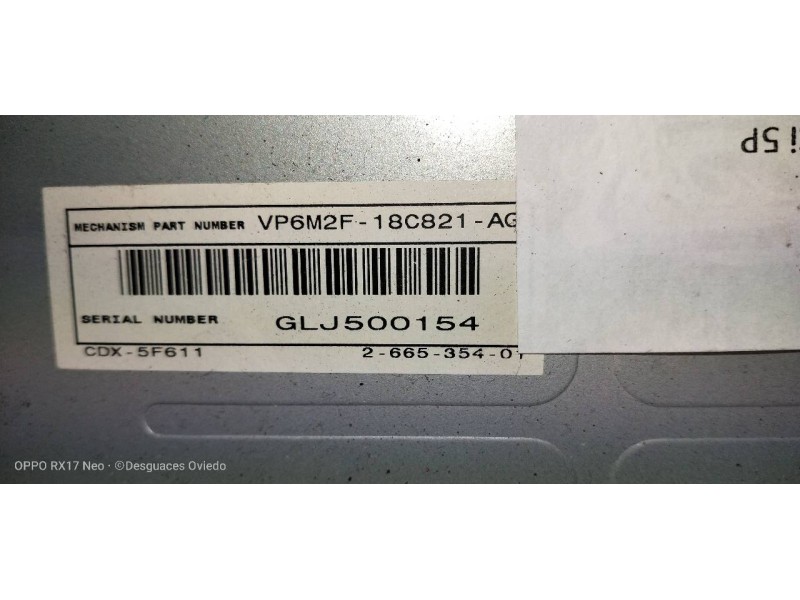 MECHANISM PART NUMBER VP6M2F-18C821-AG
SERIAL NUMBER GLJ500154
CDX-5F611 2-665-354-01
i 5P
OPPO RX17 Neo · ©Desguaces Oviedo